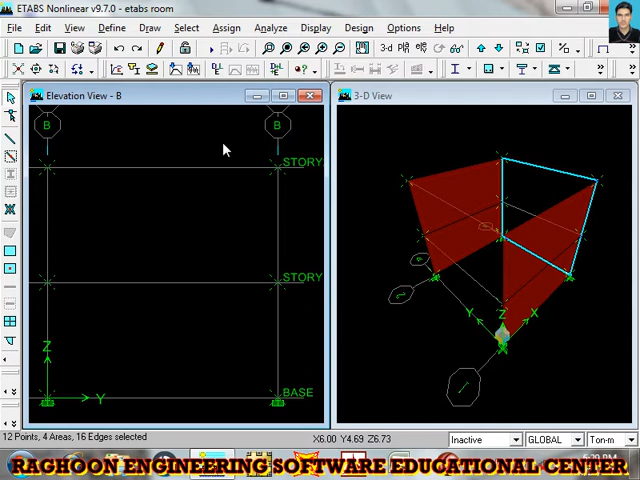 ETABS Nonlinear v9.7.0 - etabs room
File Edit View Define Draw Select Assign Analyze Display Design Options Help
3-d
Elevation View - B
3-D View
B B
STORY
STORY
BASE
Z
Y
Z
Y X
12 Points, 4 Areas, 16 Edges selected
X6.00 Y4.69 Z6.73
Inactive
GLOBAL
Ton-m
RAGHOON ENGINEERING SOFTWARE EDUCATIONAL CENTER